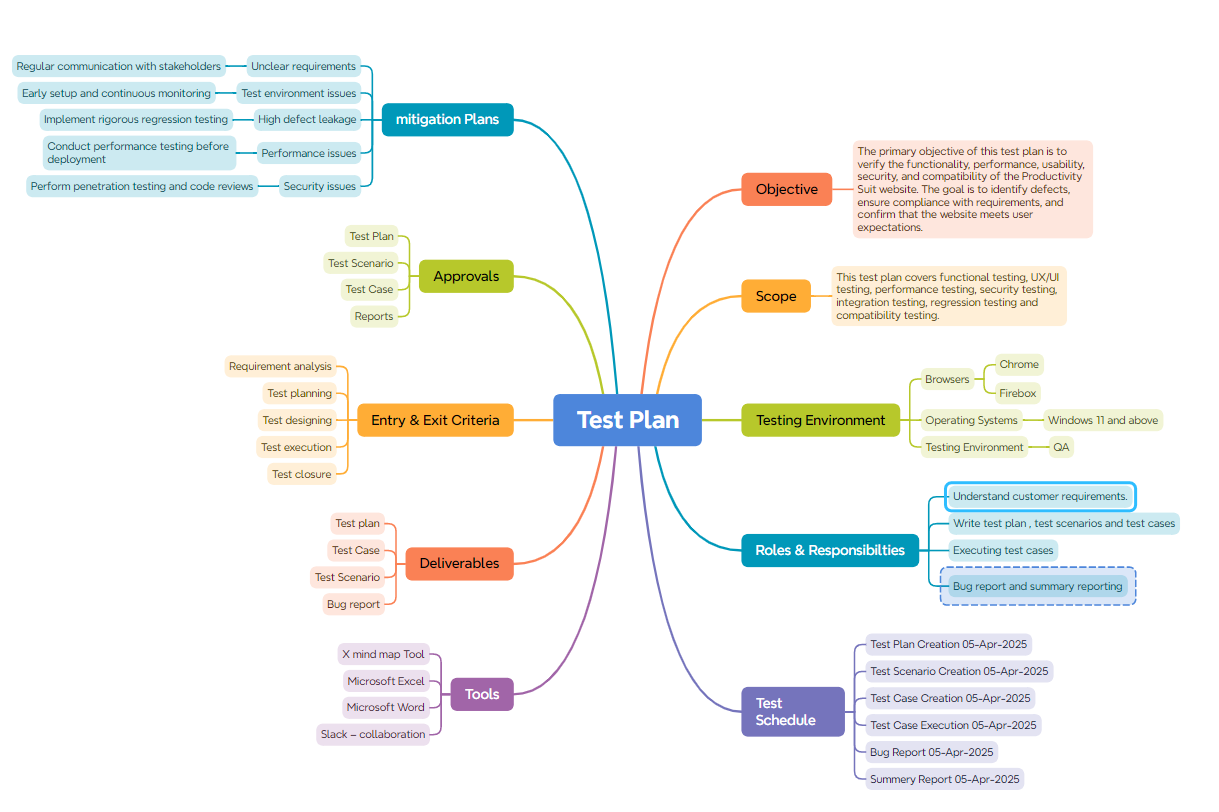 Test Plan
mitigation Plans
Unclear requirements
Regular communication with stakeholders
Test environment issues
Early setup and continuous monitoring
High defect leakage
Implement rigorous regression testing
Performance issues
Conduct performance testing before
deployment
Security issues
Perform penetration testing and code reviews
Approvals
Test Plan
Test Scenario
Test Case
Reports
Entry & Exit Criteria
Requirement analysis
Test planning
Test designing
Test execution
Test closure
Deliverables
Test plan
Test Case
Test Scenario
Bug report
Tools
X mind map Tool
Microsoft Excel
Microsoft Word
Slack – collaboration
Objective
The primary objective of this test plan is to
verify the functionality, performance, usability,
security, and compatibility of the Productivity
Suit website. The goal is to identify defects,
ensure compliance with requirements, and
confirm that the website meets user
expectations.
Scope
This test plan covers functional testing, UX/UI
testing, performance testing, security testing,
integration testing, regression testing and
compatibility testing.
Testing Environment
Browsers
Chrome
Firebox
Operating Systems
Windows 11 and above
Testing Environment
QA
Roles & Responsibilties
Understand customer requirements.
Write test plan , test scenarios and test cases
Executing test cases
Bug report and summary reporting
Test
Schedule
Test Plan Creation 05-Apr-2025
Test Scenario Creation 05-Apr-2025
Test Case Creation 05-Apr-2025
Test Case Execution 05-Apr-2025
Bug Report 05-Apr-2025
Summery Report 05-Apr-2025